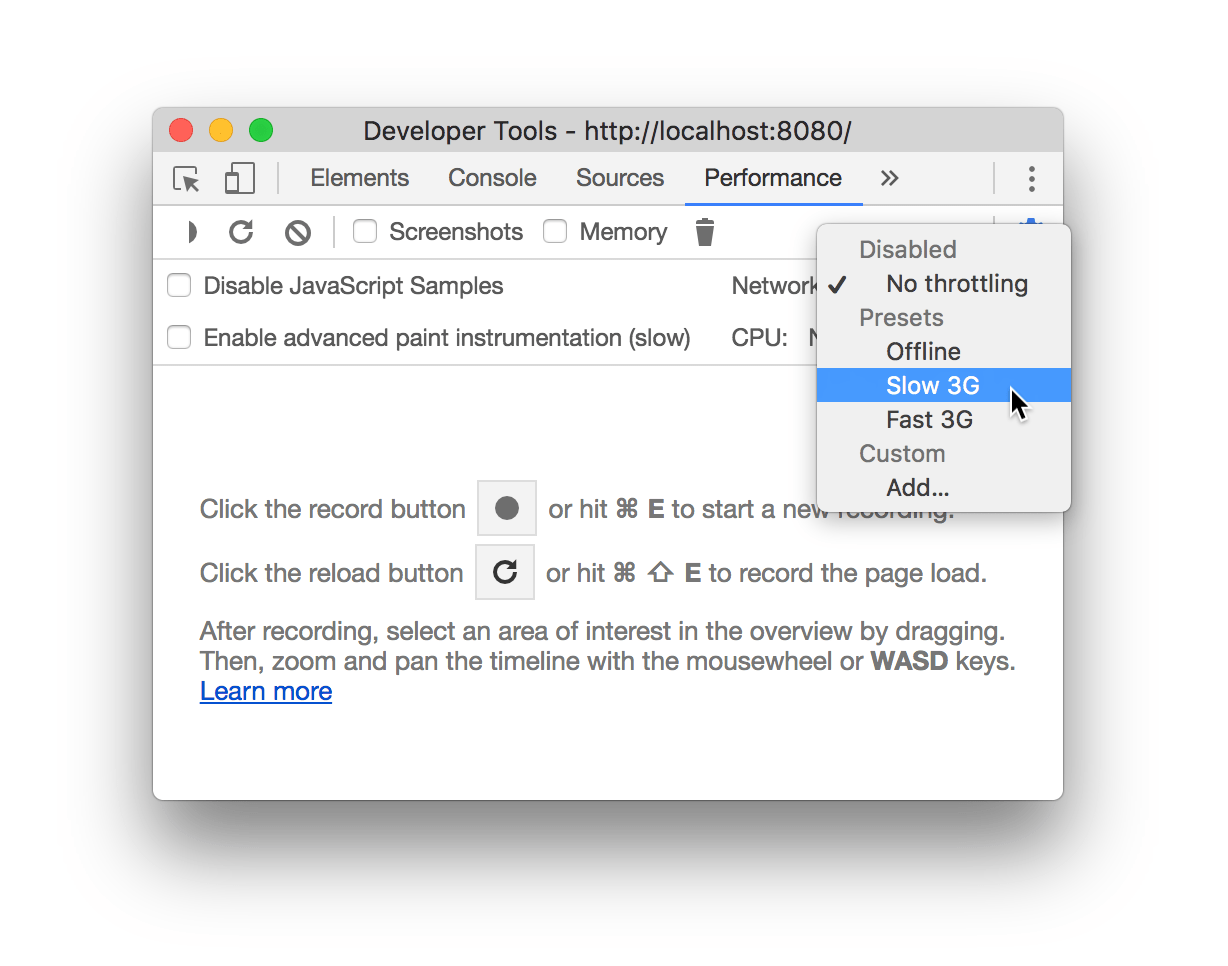 Developer Tools - http://localhost:8080/
Elements Console Sources Performance »
Screenshots Memory
Disable JavaScript Samples Network
Enable advanced paint instrumentation (slow) CPU:
Disabled
✓ No throttling
Presets
Offline
Slow 3G
Fast 3G
Custom
Add...
Click the record button or hit ⌘ E to start a new recording.
Click the reload button or hit ⌘ ⇧ E to record the page load.
After recording, select an area of interest in the overview by dragging.
Then, zoom and pan the timeline with the mousewheel or WASD keys.
Learn more